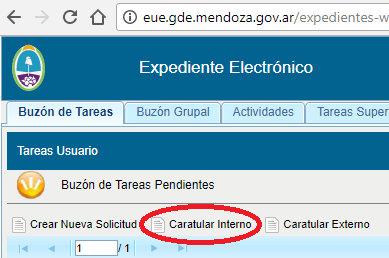 eue.gde.mendoza.gov.ar/expedientes-w
Expediente Electrónico
Buzón de Tareas Buzón Grupal Actividades Tareas Super
Tareas Usuario
Buzón de Tareas Pendientes
Crear Nueva Solicitud Caratular Interno Caratular Externo
1 / 1